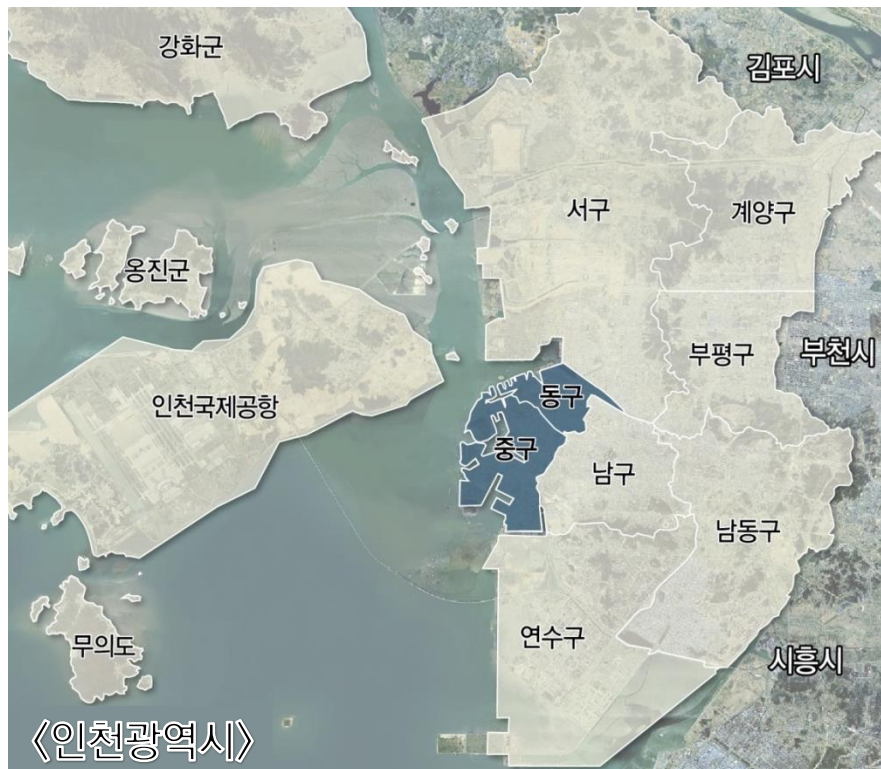 강화군
김포시
서구
계양구
옹진군
부평구
부천시
인천국제공항
동구
중구
남구
남동구
연수구
무의도
시흥시
〈인천광역시〉